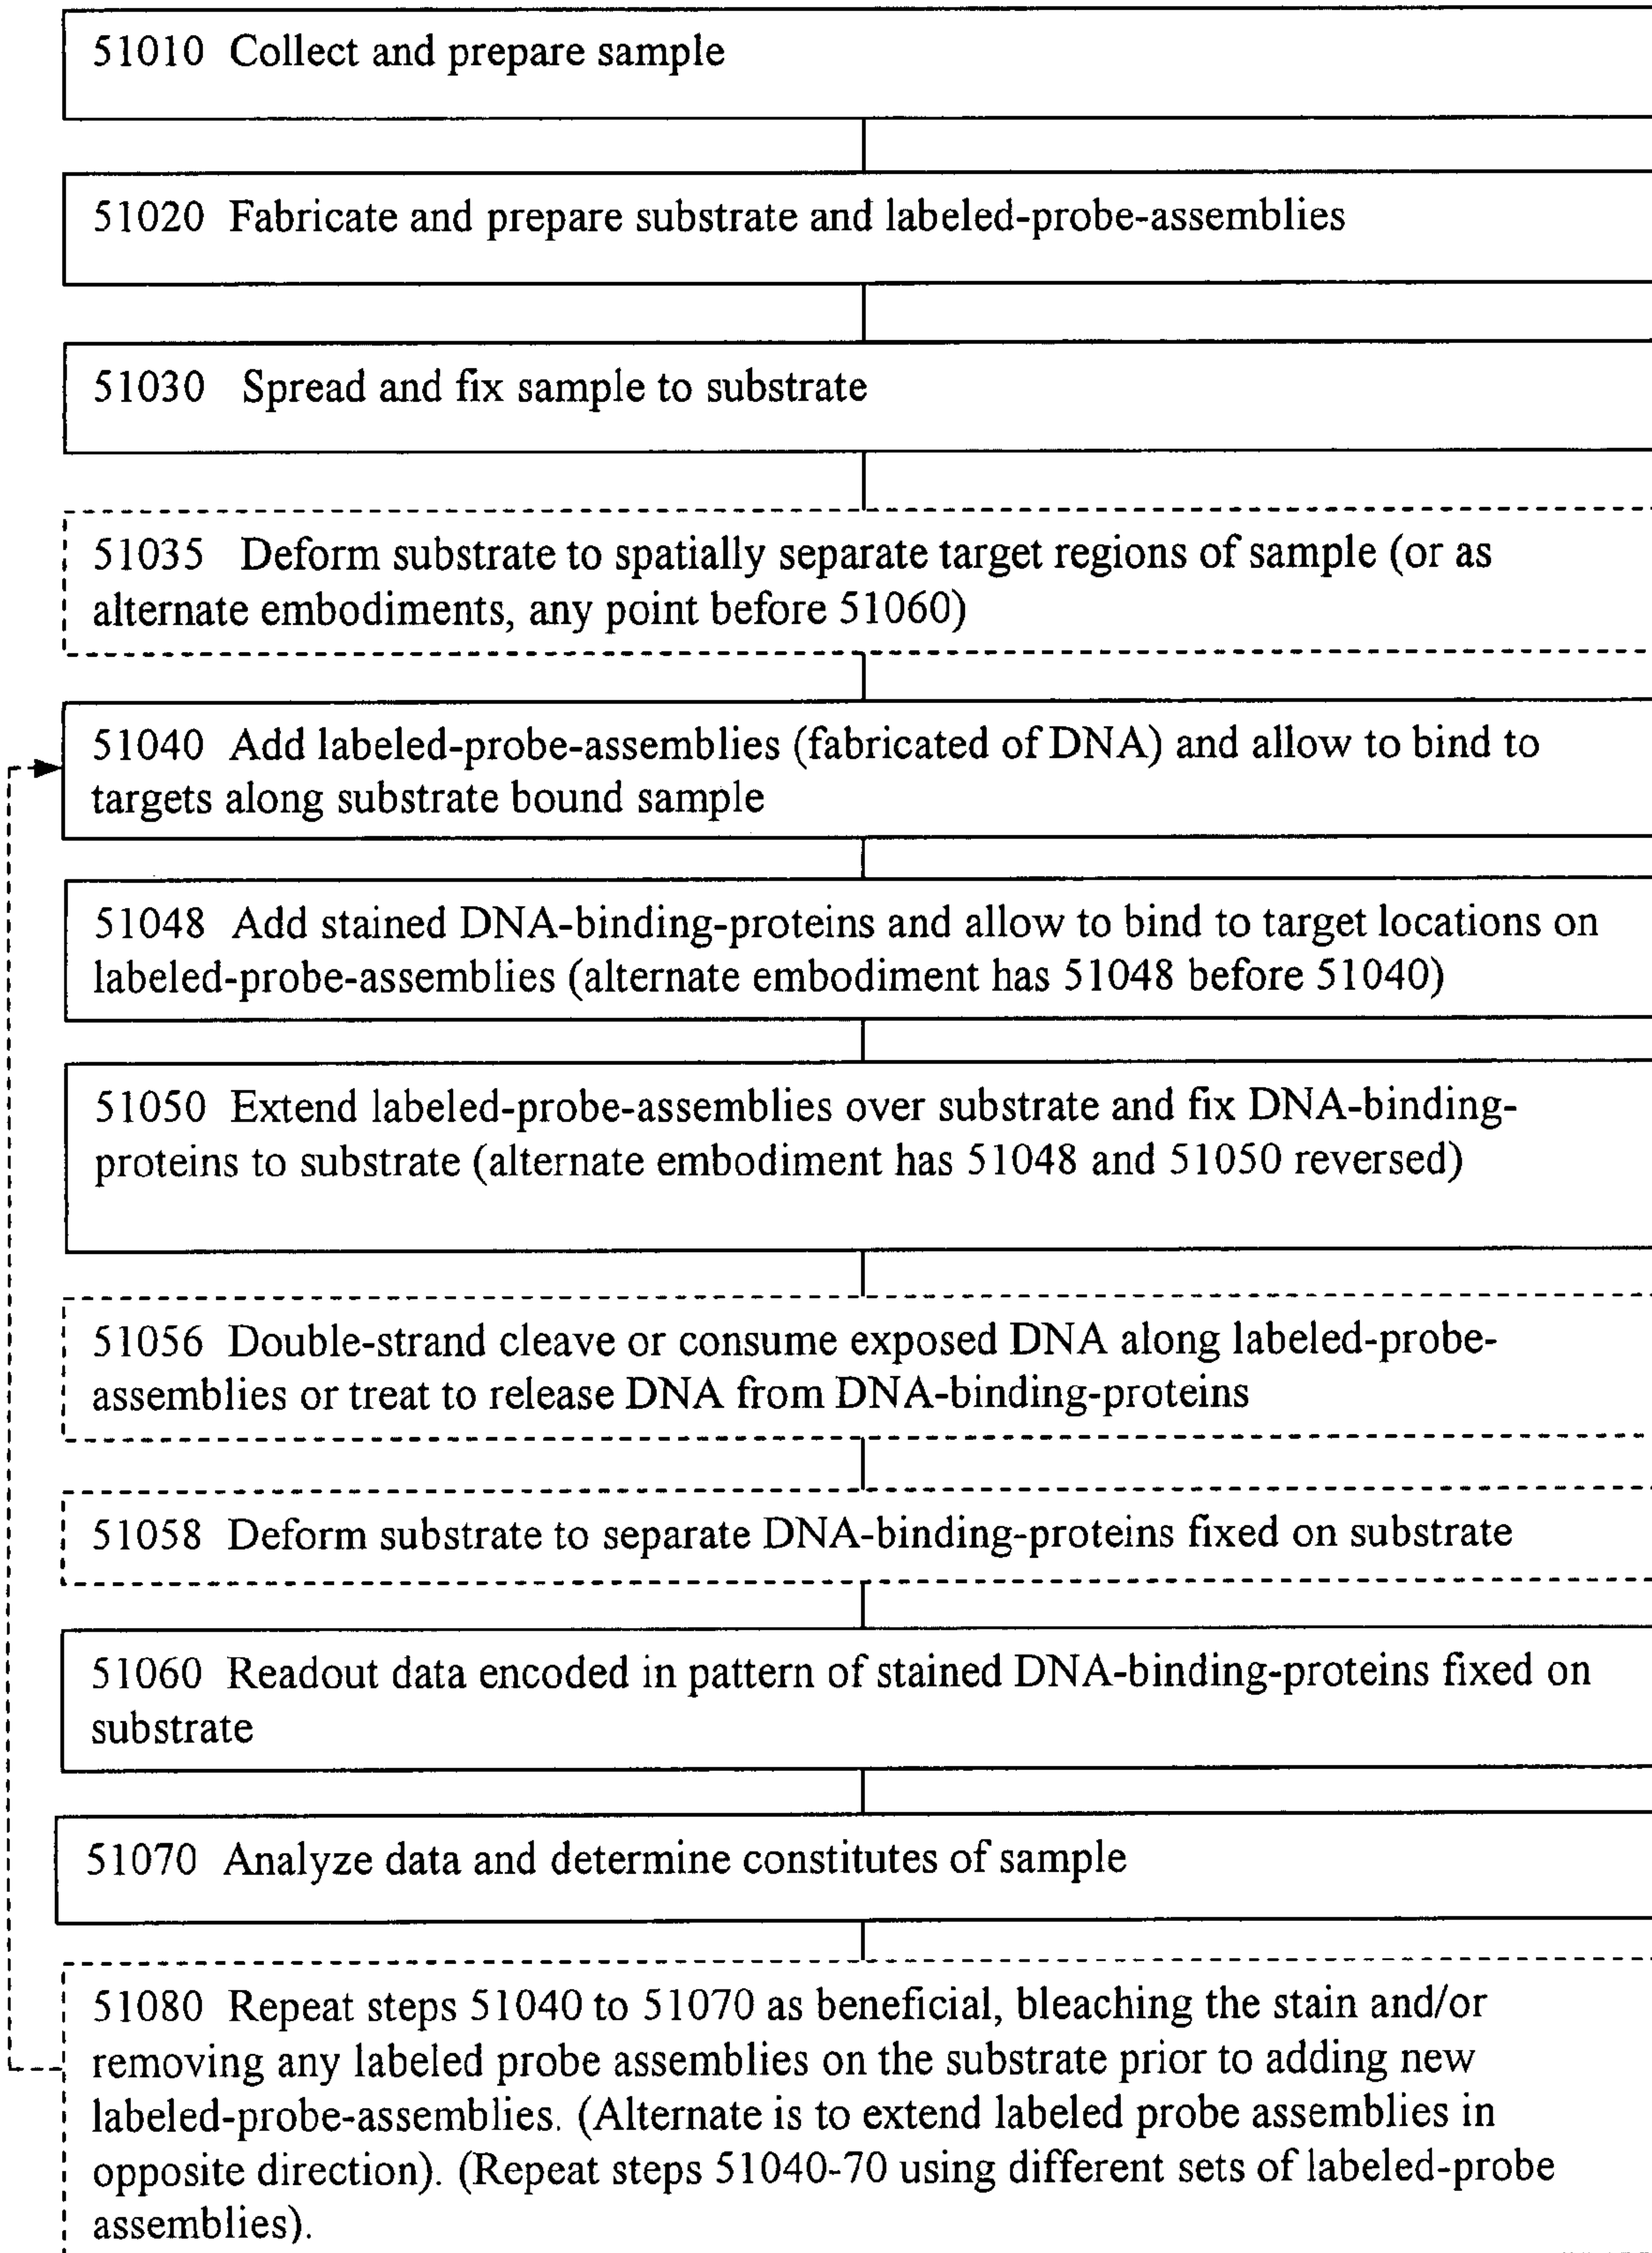 51010 Collect and prepare sample
51020 Fabricate and prepare substrate and labeled-probe-assemblies
51030 Spread and fix sample to substrate
51035 Deform substrate to spatially separate target regions of sample (or as
alternate embodiments, any point before 51060)
51040 Add labeled-probe-assemblies (fabricated of DNA) and allow to bind to
targets along substrate bound sample
51048 Add stained DNA-binding-proteins and allow to bind to target locations on
labeled-probe-assemblies (alternate embodiment has 51048 before 51040)
51050 Extend labeled-probe-assemblies over substrate and fix DNA-binding-
proteins to substrate (alternate embodiment has 51048 and 51050 reversed)
51056 Double-strand cleave or consume exposed DNA along labeled-probe-
assemblies or treat to release DNA from DNA-binding-proteins
51058 Deform substrate to separate DNA-binding-proteins fixed on substrate
51060 Readout data encoded in pattern of stained DNA-binding-proteins fixed on
substrate
51070 Analyze data and determine constitutes of sample
51080 Repeat steps 51040 to 51070 as beneficial, bleaching the stain and/or
removing any labeled probe assemblies on the substrate prior to adding new
labeled-probe-assemblies. (Alternate is to extend labeled probe assemblies in
opposite direction). (Repeat steps 51040-70 using different sets of labeled-probe
assemblies).